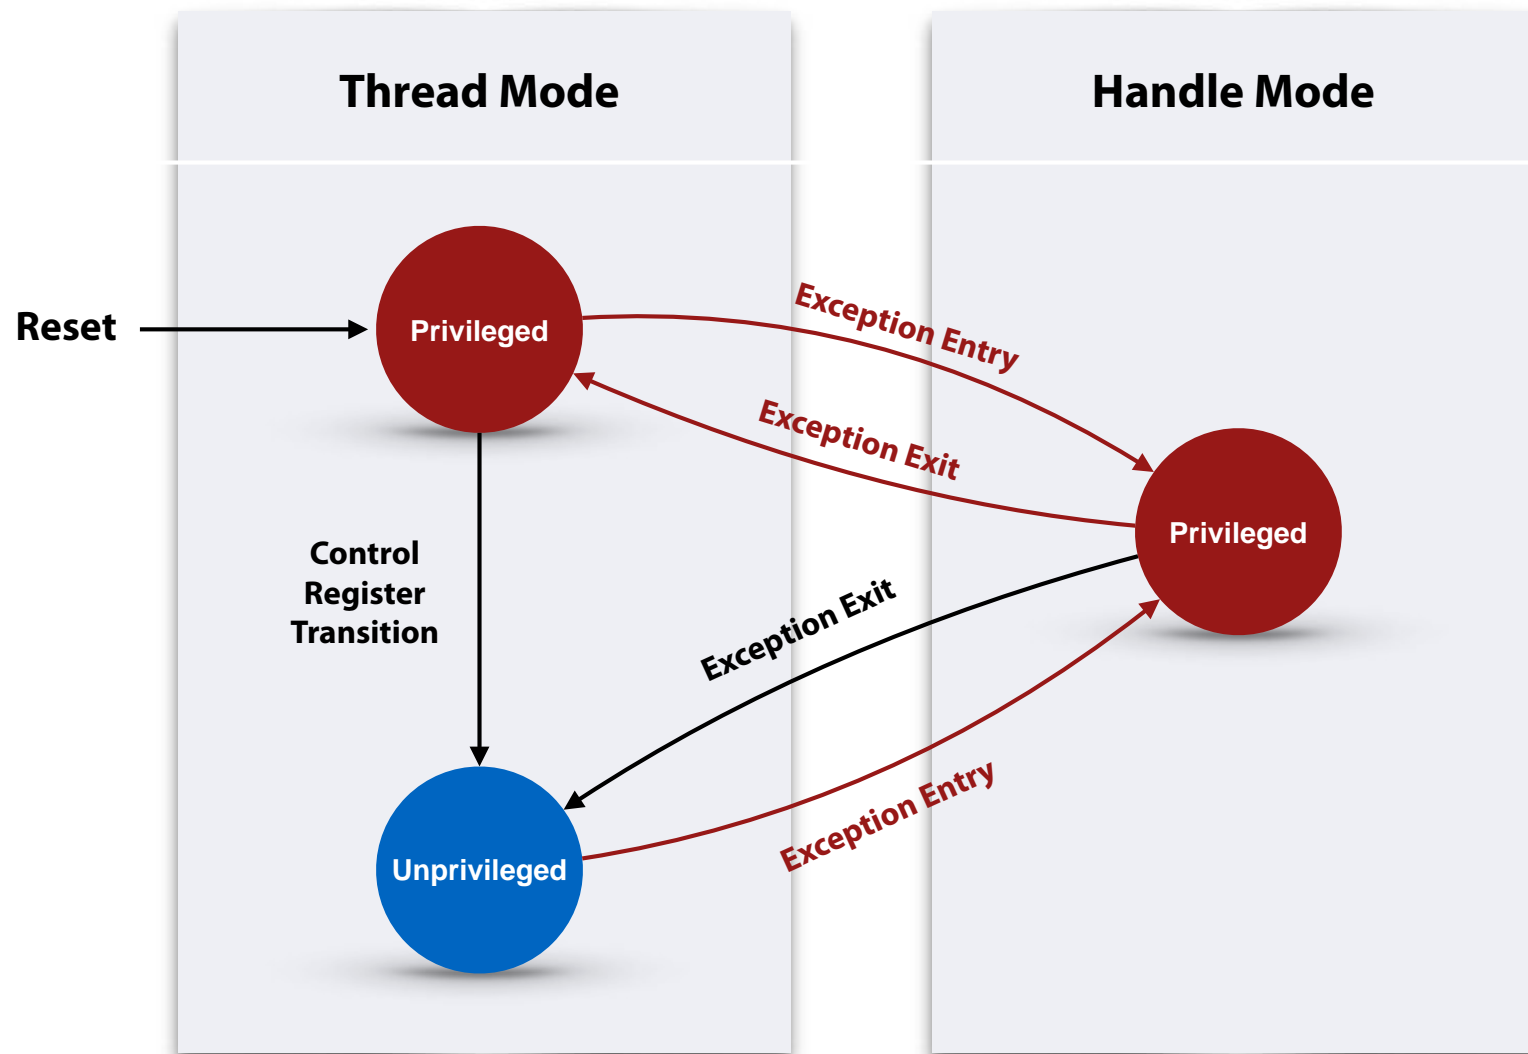 Thread Mode
Handle Mode
Reset
Privileged
Exception Entry
Exception Exit
Privileged
Control
Register
Transition
Exception Exit
Exception Entry
Unprivileged